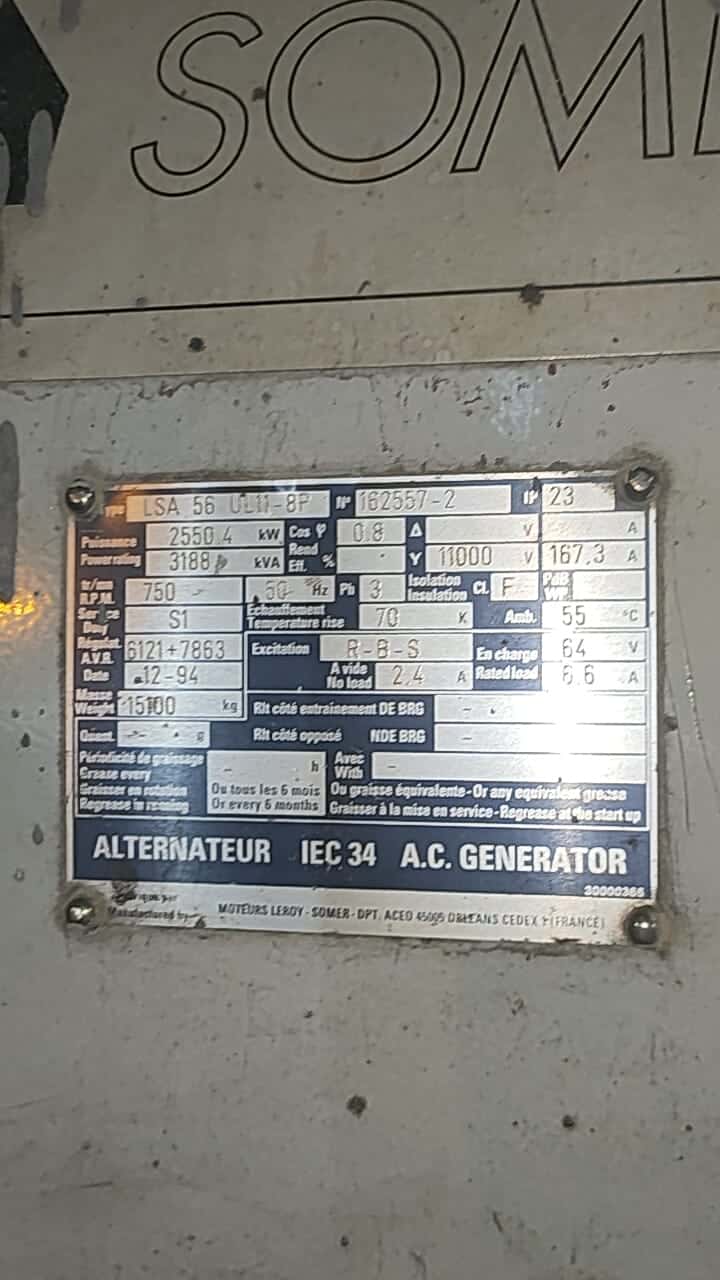 SOME
Type LSA 56 UL11-8P N° 162557-2 IP 23
Puissance 2550.4 kW Cos φ 0.8 Δ V A
Power rating 3188 kVA Rend Eff. % Y 11000 V 167.3 A
tr/mn R.P.M. 750 50 Hz Ph 3 Isolation Insulation Cl. F
Service Duty S1 Echauffement Temperature rise 70 K Amb. 55 °C
A.V.R. 6121+7863 Excitation R-B-S En charge 64 V
Date 12-94 A vide No load 2.4 A Rated load 6.6 A
Masse Weight 15100 kg Rlt côté entrainement DE BRG -
Quant. g Rlt côté opposé NDE BRG -
Périodicité de graissage Grease every - h Avec With -
Graisser en rotation Ou tous les 6 mois Ou graisse équivalente - Or any equivalent grease
Regrease in running Or every 6 months Graisser à la mise en service - Regrease at the start up
ALTERNATEUR IEC 34 A.C. GENERATOR
Manufactured by MOTEURS LEROY - SOMER - DPT. ACEO 45005 ORLEANS CEDEX (FRANCE)